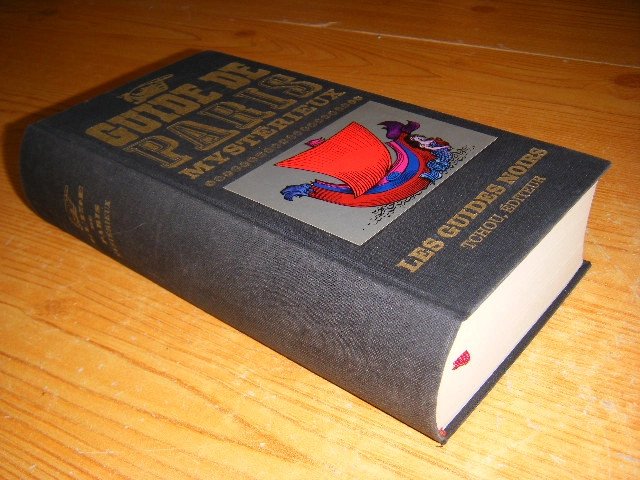 GUIDE DE
PARIS
MYSTÉRIEUX
LES GUIDES NOIRS
TCHOU, ÉDITEUR